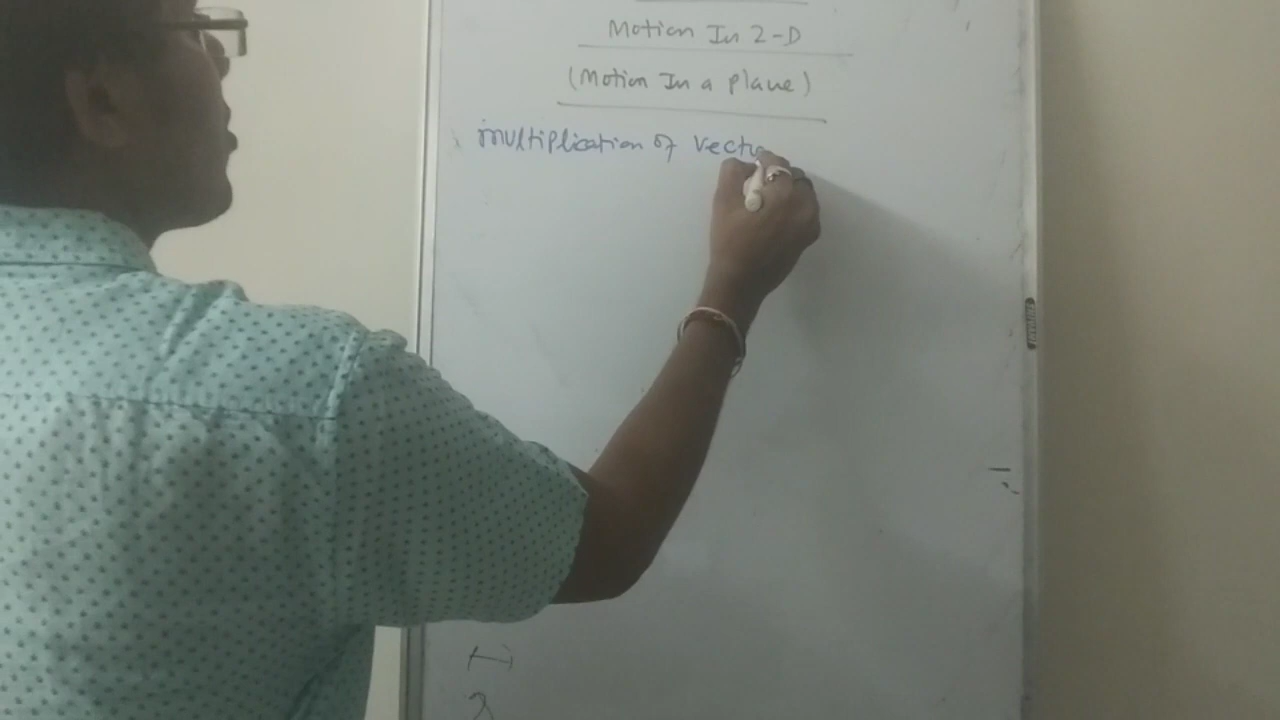 Motion In 2-D
(Motion In a plane)
multiplication of Vecto